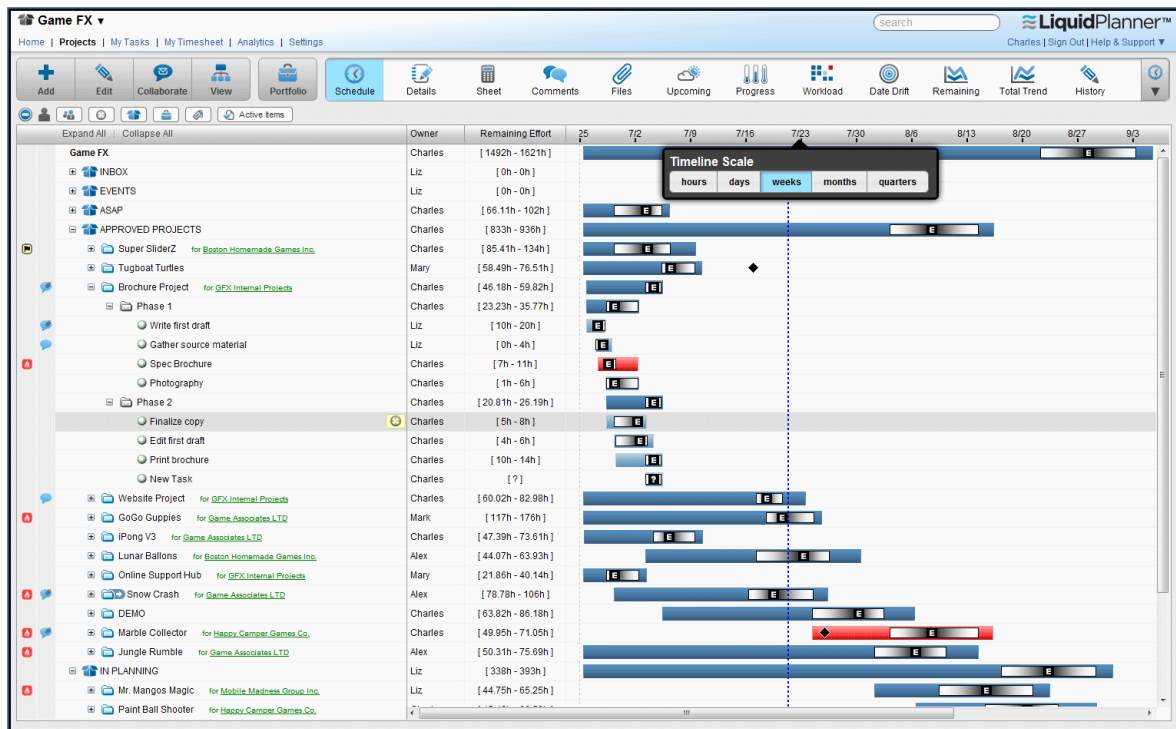 Game FX ▼
search
LiquidPlanner™
Home | Projects | My Tasks | My Timesheet | Analytics | Settings
Charles | Sign Out | Help & Support ▼
Add Edit Collaborate View Portfolio Schedule Details Sheet Comments Files Upcoming Progress Workload Date Drift Remaining Total Trend History
Active Items
Expand All | Collapse All Owner Remaining Effort 25 7/2 7/9 7/16 7/23 7/30 8/6 8/13 8/20 8/27 9/3
Game FX Charles [ 1492h - 1621h ] E
Timeline Scale
hours days weeks months quarters
INBOX Liz [ 0h - 0h ]
EVENTS Liz [ 0h - 0h ]
ASAP Charles [ 66.11h - 102h ] E
APPROVED PROJECTS Charles [ 833h - 936h ] E
Super SliderZ for Boston Homemade Games Inc. Charles [ 85.41h - 134h ] E
Tugboat Turtles Mary [ 58.49h - 76.51h ] E
Brochure Project for GFX Internal Projects Charles [ 46.18h - 59.82h ] E
Phase 1 Charles [ 23.23h - 35.77h ] E
Write first draft Liz [ 10h - 20h ] E
Gather source material Liz [ 0h - 4h ] E
Spec Brochure Charles [ 7h - 11h ] E
Photography Charles [ 1h - 6h ] E
Phase 2 Charles [ 20.81h - 26.19h ] E
Finalize copy Charles [ 5h - 8h ] E
Edit first draft Charles [ 4h - 6h ] E
Print brochure Charles [ 10h - 14h ] E
New Task Charles [ ? ] ?
Website Project for GFX Internal Projects Charles [ 60.02h - 82.98h ] E
GoGo Guppies for Game Associates LTD Mark [ 117h - 176h ] E
iPong V3 for Game Associates LTD Charles [ 47.39h - 73.61h ] E
Lunar Ballons for Boston Homemade Games Inc. Alex [ 44.07h - 63.93h ] E
Online Support Hub for GFX Internal Projects Mary [ 21.86h - 40.14h ] E
Snow Crash for Game Associates LTD Alex [ 78.78h - 106h ] E
DEMO Charles [ 63.82h - 86.18h ] E
Marble Collector for Happy Camper Games Co. Charles [ 49.95h - 71.05h ] E
Jungle Rumble for Game Associates LTD Alex [ 50.31h - 75.69h ] E
IN PLANNING Liz [ 338h - 393h ] E
Mr. Mangos Magic for Mobile Madness Group Inc. Liz [ 44.75h - 65.25h ] E
Paint Ball Shooter for Happy Camper Games Co.